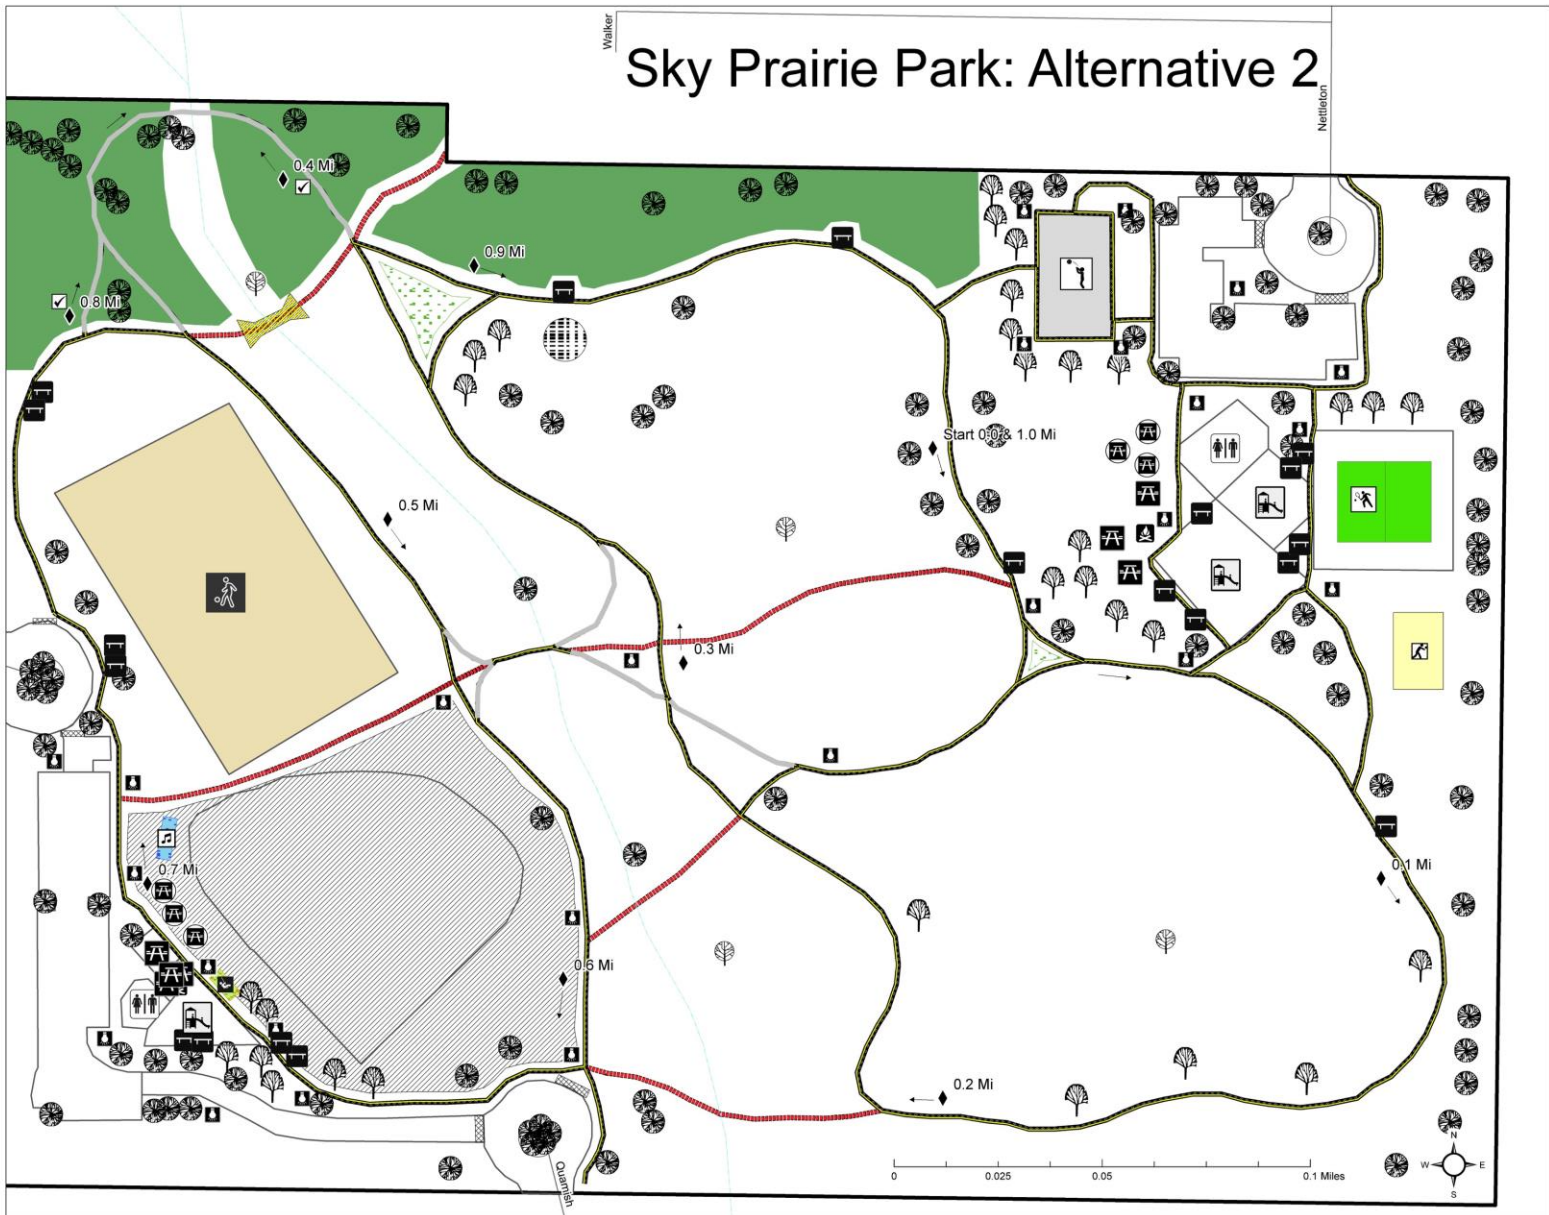 Walker
Sky Prairie Park: Alternative 2
Nettleton
0.4 Mi
0.9 Mi
0.8 Mi
Start 0.0 & 1.0 Mi
0.5 Mi
0.3 Mi
0.7 Mi
0.1 Mi
0.6 Mi
0.2 Mi
N
W E
S
0 0.025 0.05 0.1 Miles
Quamish